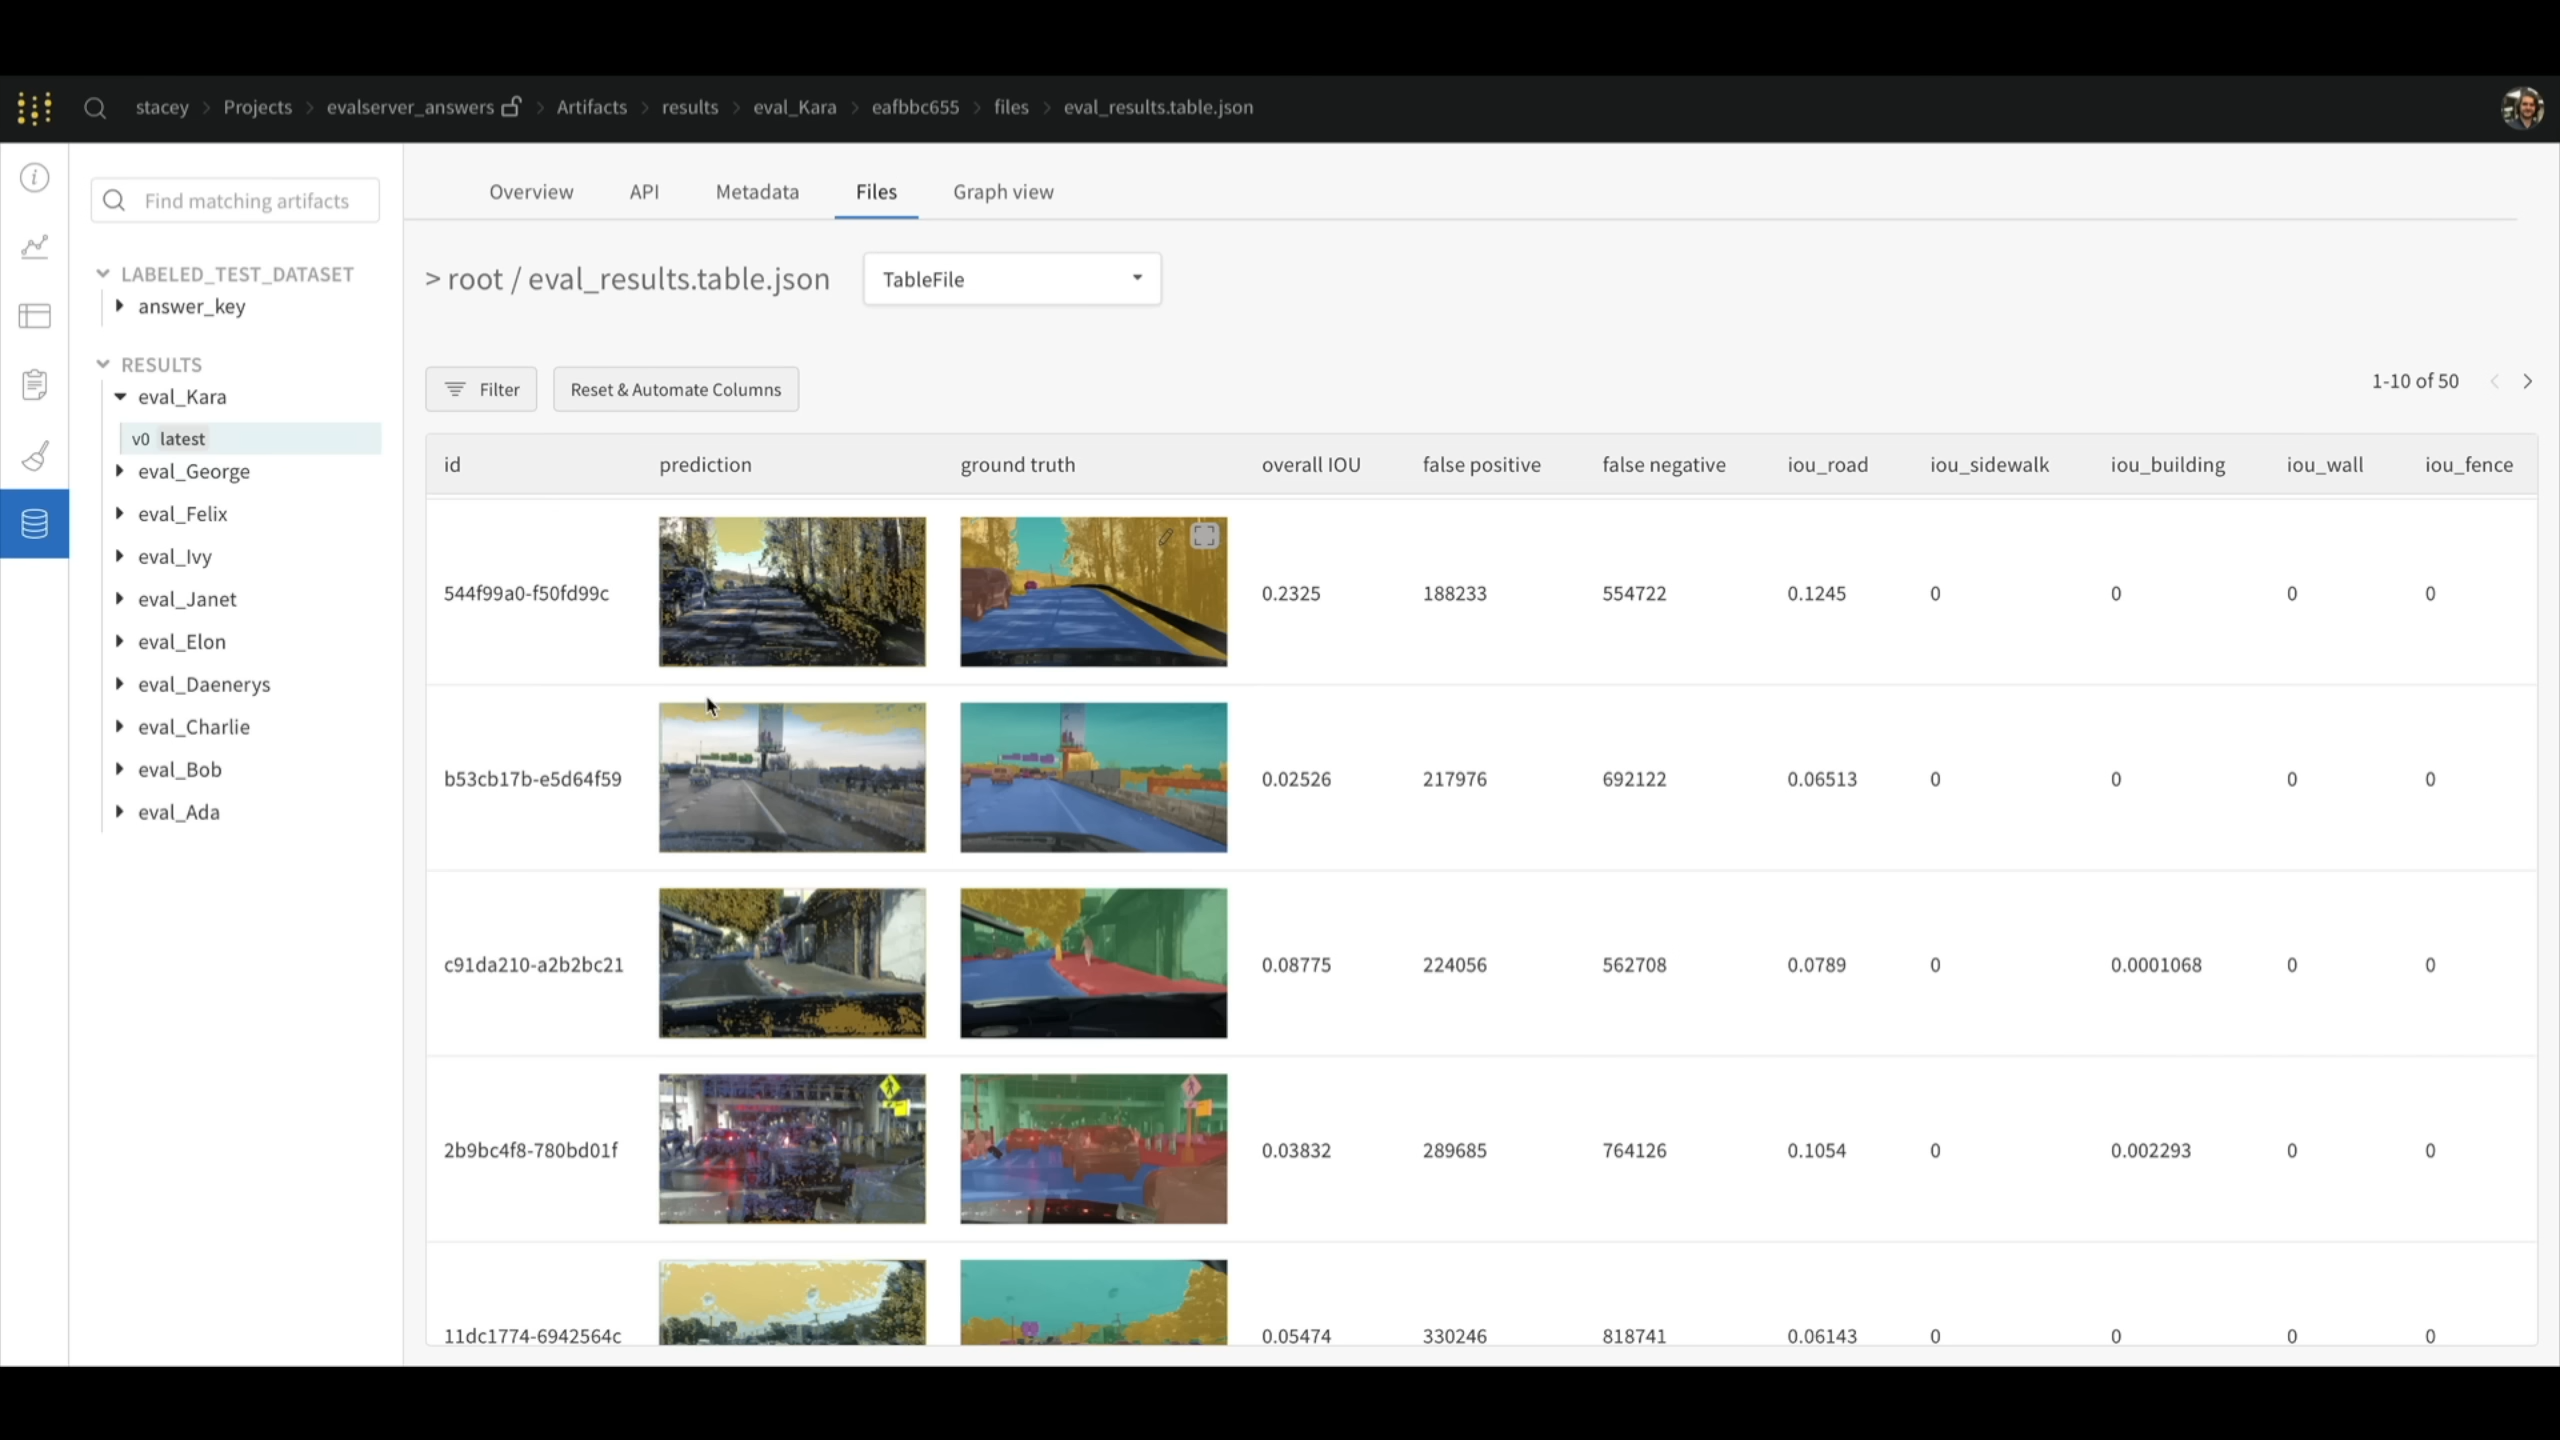 stacey > Projects > evalserver_answers > Artifacts > results > eval_Kara > eafbbc655 > files > eval_results.table.json
Find matching artifacts
LABELED_TEST_DATASET
answer_key
RESULTS
eval_Kara
v0 latest
eval_George
eval_Felix
eval_Ivy
eval_Janet
eval_Elon
eval_Daenerys
eval_Charlie
eval_Bob
eval_Ada
Overview API Metadata Files Graph view
> root / eval_results.table.json TableFile
Filter Reset & Automate Columns 1-10 of 50
id prediction ground truth overall IOU false positive false negative iou_road iou_sidewalk iou_building iou_wall iou_fence
544f99a0-f50fd99c 0.2325 188233 554722 0.1245 0 0 0 0
b53cb17b-e5d64f59 0.02526 217976 692122 0.06513 0 0 0 0
c91da210-a2b2bc21 0.08775 224056 562708 0.0789 0 0.0001068 0 0
2b9bc4f8-780bd01f 0.03832 289685 764126 0.1054 0 0.002293 0 0
11dc1774-6942564c 0.05474 330246 818741 0.06143 0 0 0 0